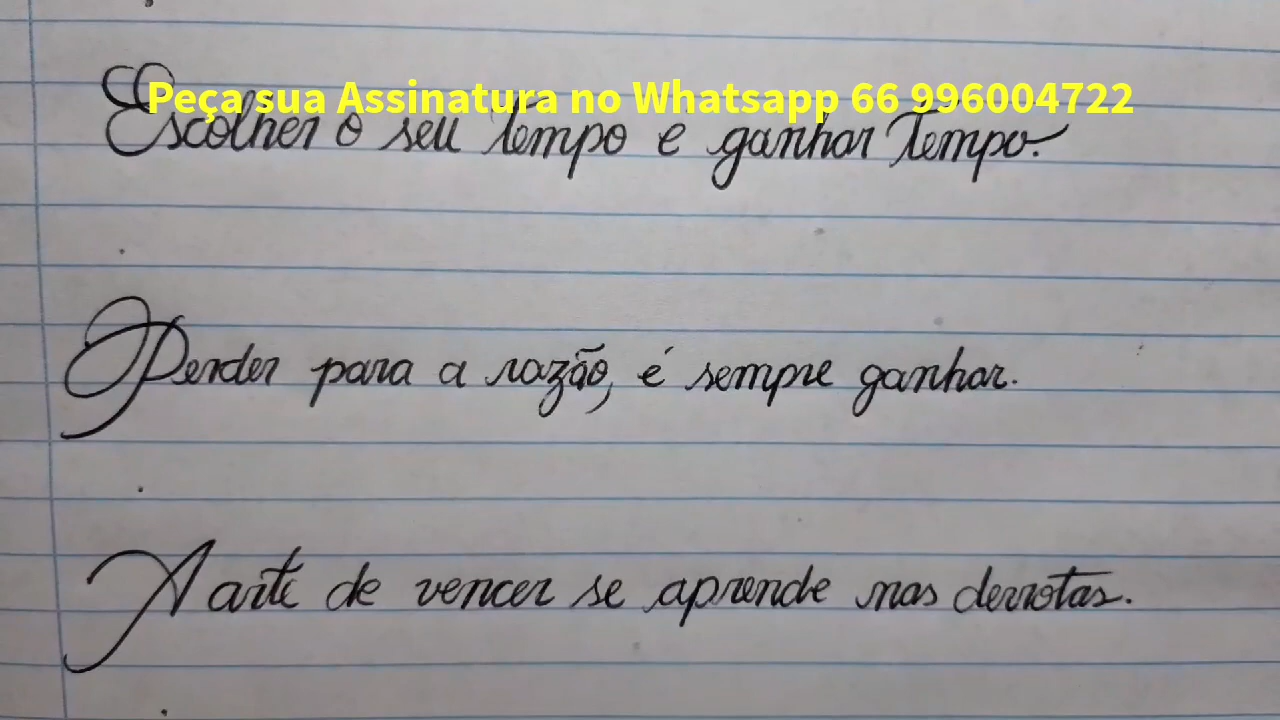 Peça sua Assinatura no Whatsapp 66 996004722
Escolher o seu tempo e ganhar Tempo.
Perder para a razão, é sempre ganhar.
A arte de vencer se aprende nas derrotas.